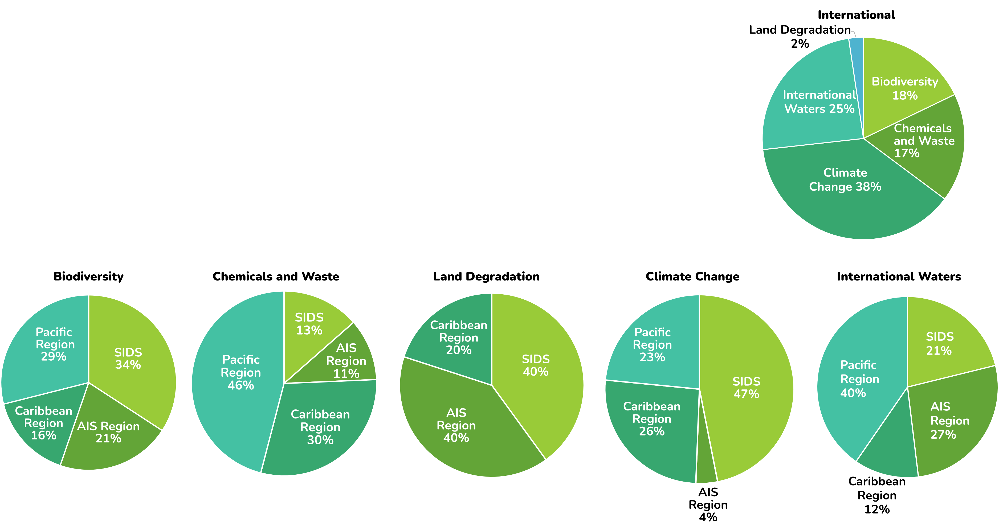 International
Land Degradation
2%
Biodiversity
18%
International
Waters 25%
Chemicals
and Waste
17%
Climate
Change 38%
Biodiversity
Pacific
Region
29%
SIDS
34%
Caribbean
Region
16%
AIS Region
21%
Chemicals and Waste
SIDS
13%
AIS
Region
11%
Pacific
Region
46%
Caribbean
Region
30%
Land Degradation
Caribbean
Region
20%
SIDS
40%
AIS
Region
40%
Climate Change
Pacific
Region
23%
SIDS
47%
Caribbean
Region
26%
AIS
Region
4%
International Waters
SIDS
21%
Pacific
Region
40%
AIS
Region
27%
Caribbean
Region
12%